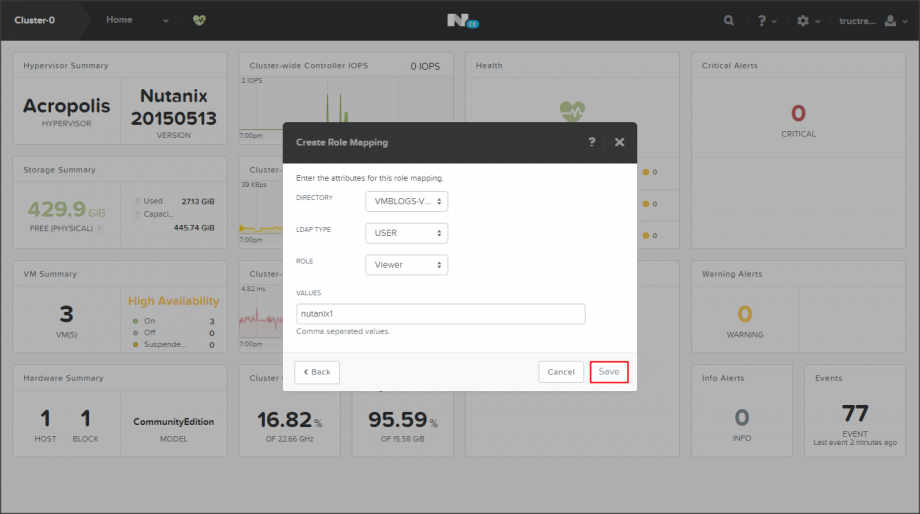 Cluster-0
Home
N
CE
?
tructra...
Hypervisor Summary
Acropolis
HYPERVISOR
Nutanix
20150513
VERSION
Cluster-wide Controller IOPS
0 IOPS
2 IOPS
7:00pm
Health
Critical Alerts
0
CRITICAL
Storage Summary
429.9 GiB
FREE (PHYSICAL) ?
? Used 27.13 GiB
? Capaci...
445.74 GiB
Cluster-
39 KBps
7:00pm
0
0
0
Create Role Mapping
?
Enter the attributes for this role mapping.
DIRECTORY
VMBLOGS-V...
LDAP TYPE
USER
ROLE
Viewer
VALUES
nutanix1
Comma separated values.
Back
Cancel
Save
VM Summary
3
VM(S)
High Availability
On 3
Off 0
Suspende... 0
Cluster-
4.82 ms
7:00pm
Warning Alerts
0
WARNING
Hardware Summary
1
HOST
1
BLOCK
CommunityEdition
MODEL
Cluster
16.82 %
OF 22.66 GHz
95.59 %
OF 15.58 GiB
Info Alerts
0
INFO
Events
77
EVENT
Last event 2 minutes ago